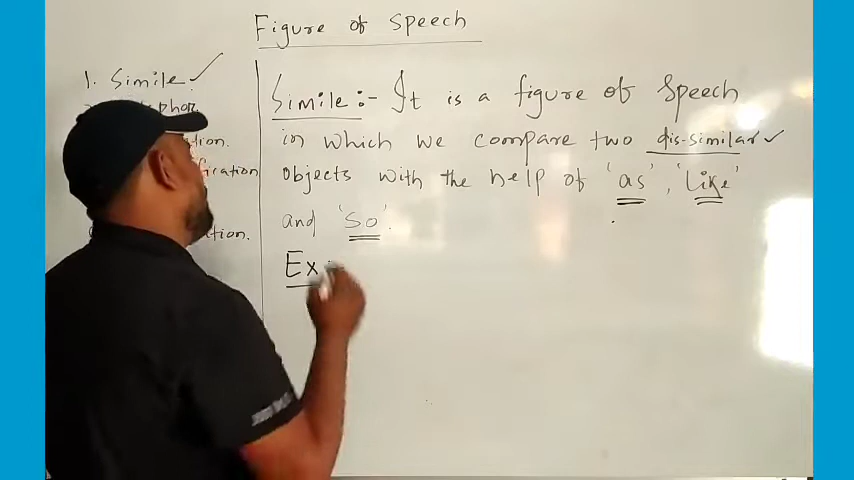 Figure of Speech
1. Simile
Simile:- It is a figure of Speech
in which we compare two dis-similar
objects with the help of 'as', 'like'
and 'so'.
Ex: